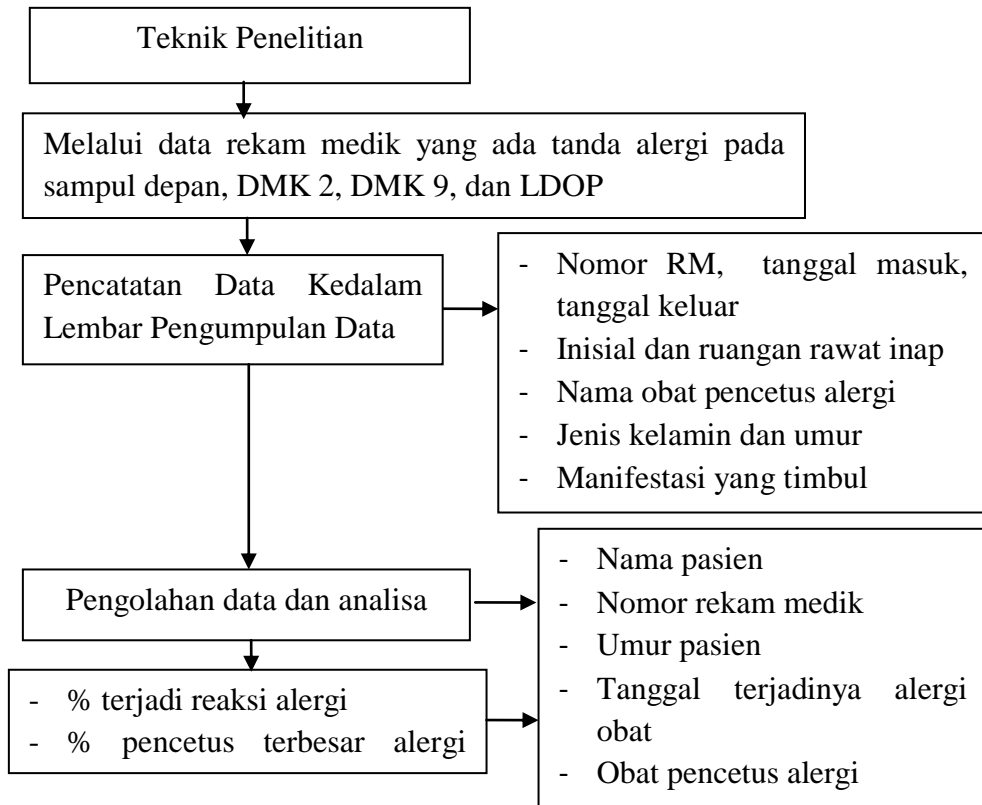 Teknik Penelitian
Melalui data rekam medik yang ada tanda alergi pada
sampul depan, DMK 2, DMK 9, dan LDOP
Pencatatan Data Kedalam
Lembar Pengumpulan Data
- Nomor RM, tanggal masuk,
tanggal keluar
- Inisial dan ruangan rawat inap
- Nama obat pencetus alergi
- Jenis kelamin dan umur
- Manifestasi yang timbul
Pengolahan data dan analisa
- Nama pasien
- Nomor rekam medik
- Umur pasien
- Tanggal terjadinya alergi
obat
- Obat pencetus alergi
- % terjadi reaksi alergi
- % pencetus terbesar alergi